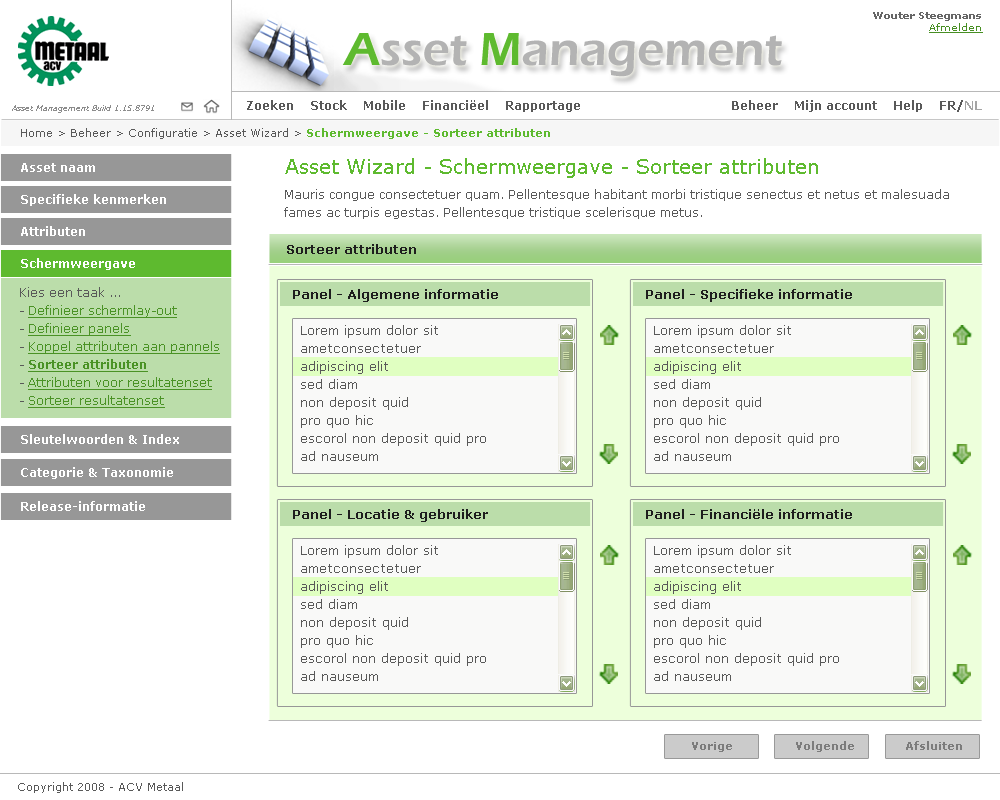 METAAL
acv
Asset Management
Wouter Steegmans
Afmelden
Asset Management Build 1.15.8791
Zoeken Stock Mobile Financiëel Rapportage Beheer Mijn account Help FR/NL
Home > Beheer > Configuratie > Asset Wizard > Schermweergave - Sorteer attributen
Asset naam
Specifieke kenmerken
Attributen
Schermweergave
Kies een taak ...
- Definieer schermlay-out
- Definieer panels
- Koppel attributen aan pannels
- Sorteer attributen
- Attributen voor resultatenset
- Sorteer resultatenset
Sleutelwoorden & Index
Categorie & Taxonomie
Release-informatie
Asset Wizard - Schermweergave - Sorteer attributen
Mauris congue consectetuer quam. Pellentesque habitant morbi tristique senectus et netus et malesuada
fames ac turpis egestas. Pellentesque tristique scelerisque metus.
Sorteer attributen
Panel - Algemene informatie
Lorem ipsum dolor sit
ametconsectetuer
adipiscing elit
sed diam
non deposit quid
pro quo hic
escorol non deposit quid pro
ad nauseum
Panel - Specifieke informatie
Lorem ipsum dolor sit
ametconsectetuer
adipiscing elit
sed diam
non deposit quid
pro quo hic
escorol non deposit quid pro
ad nauseum
Panel - Locatie & gebruiker
Lorem ipsum dolor sit
ametconsectetuer
adipiscing elit
sed diam
non deposit quid
pro quo hic
escorol non deposit quid pro
ad nauseum
Panel - Financiële informatie
Lorem ipsum dolor sit
ametconsectetuer
adipiscing elit
sed diam
non deposit quid
pro quo hic
escorol non deposit quid pro
ad nauseum
Vorige Volgende Afsluiten
Copyright 2008 - ACV Metaal